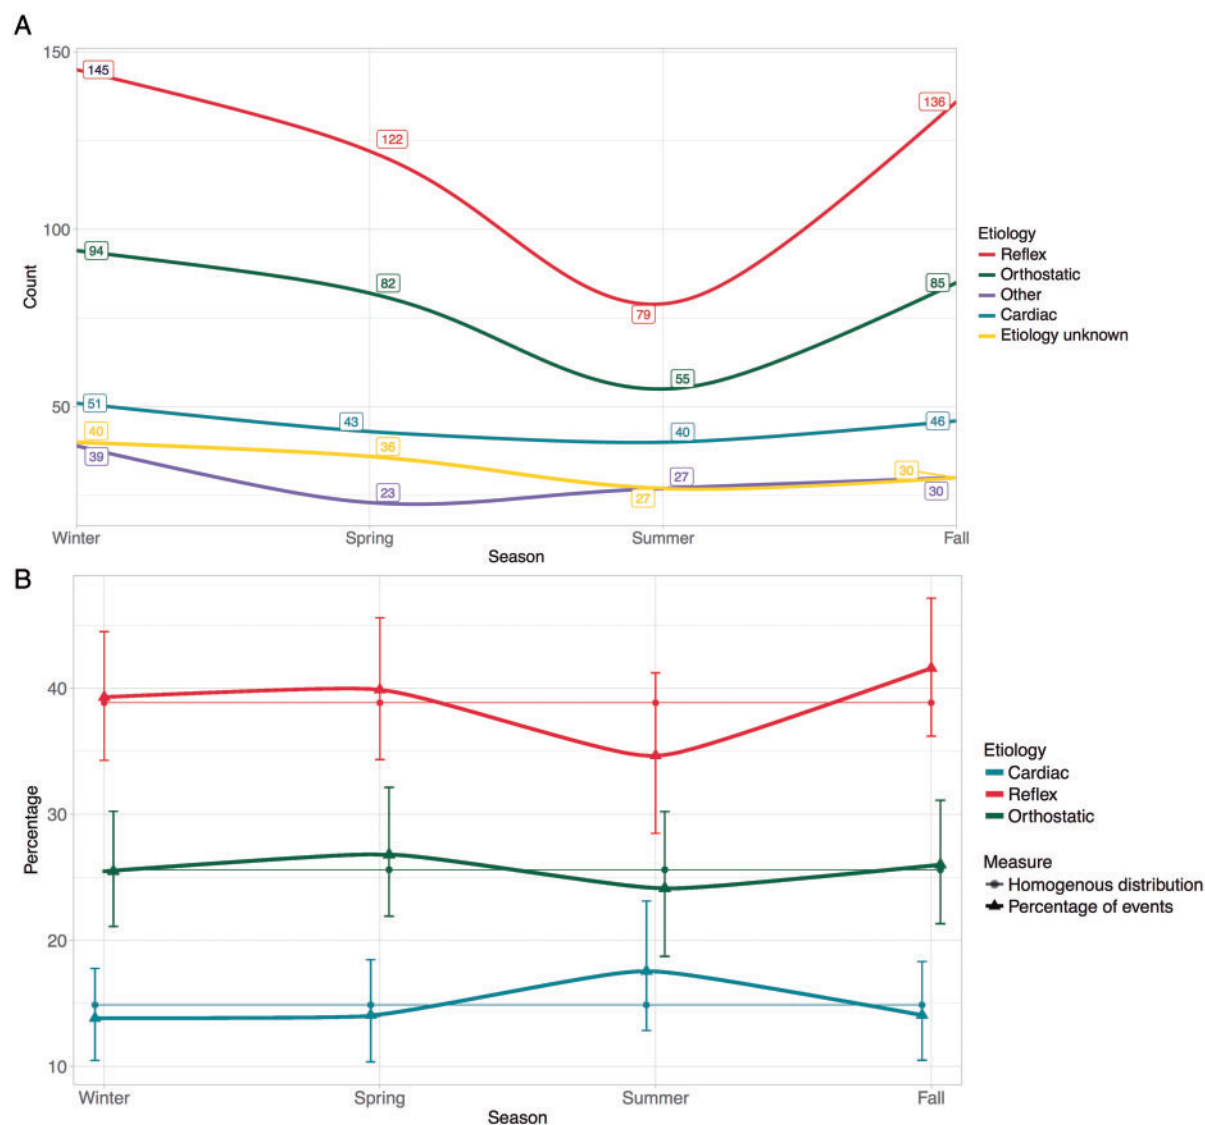 A
150
145
136
122
100
94
85
82
79
55
50
51
43
40
46
40
39
36
23
27
27
30
30
Count
Winter
Spring
Summer
Fall
Season
Etiology
Reflex
Orthostatic
Other
Cardiac
Etiology unknown
B
40
30
20
10
Percentage
Winter
Spring
Summer
Fall
Season
Etiology
Cardiac
Reflex
Orthostatic
Measure
Homogenous distribution
Percentage of events